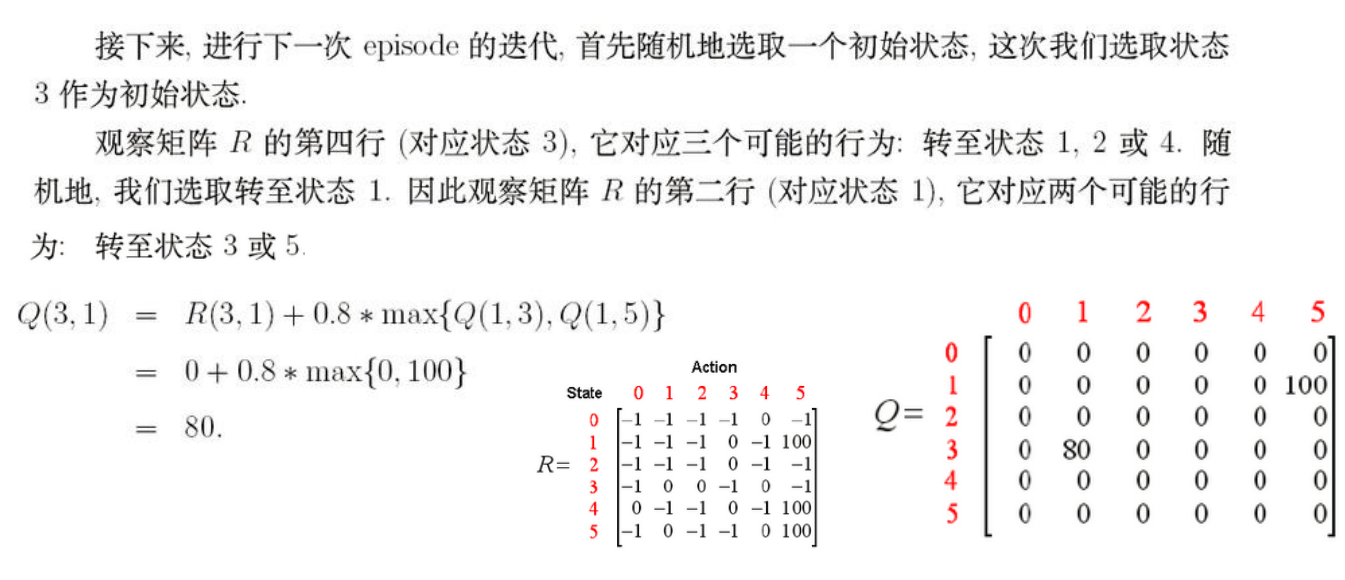 接下来, 进行下一次 episode 的迭代, 首先随机地选取一个初始状态, 这次我们选取状态
3 作为初始状态.
观察矩阵 R 的第四行 (对应状态 3), 它对应三个可能的行为: 转至状态 1, 2 或 4. 随
机地, 我们选取转至状态 1. 因此观察矩阵 R 的第二行 (对应状态 1), 它对应两个可能的行
为: 转至状态 3 或 5.
Q(3,1) = R(3,1) + 0.8 * max{Q(1,3), Q(1,5)}
= 0 + 0.8 * max{0, 100}
= 80.
Action
State 0 1 2 3 4 5
0 -1 -1 -1 -1 0 -1
1 -1 -1 -1 0 -1 100
R= 2 -1 -1 -1 0 -1 -1
3 -1 0 0 -1 0 -1
4 0 -1 -1 0 -1 100
5 -1 0 -1 -1 0 100
0 1 2 3 4 5
0 0 0 0 0 0 0
1 0 0 0 0 0 100
Q= 2 0 0 0 0 0 0
3 0 80 0 0 0 0
4 0 0 0 0 0 0
5 0 0 0 0 0 0